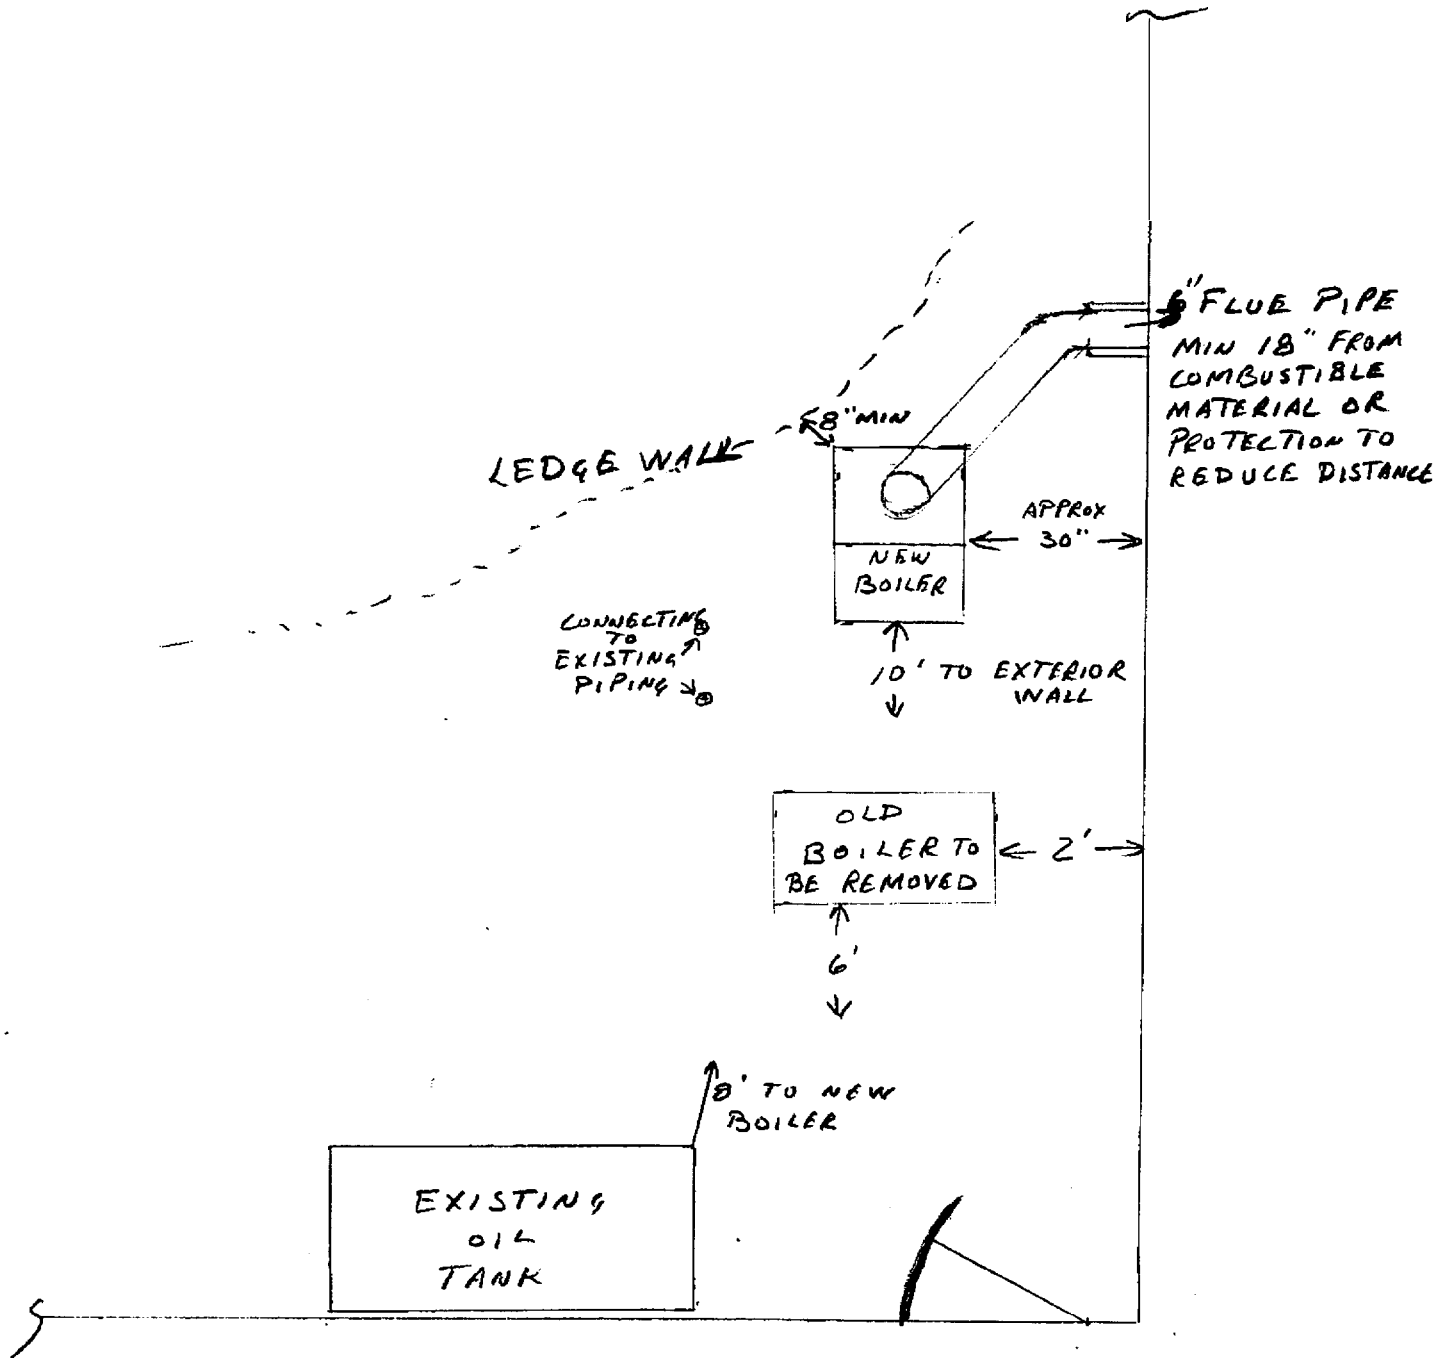 6" FLUE PIPE
MIN 18" FROM
COMBUSTIBLE
MATERIAL OR
PROTECTION TO
REDUCE DISTANCE
8" MIN
LEDGE WALL
APPROX
30"
NEW
BOILER
CONNECTING
TO
EXISTING
PIPING
10' TO EXTERIOR
WALL
OLD
BOILER TO
BE REMOVED
2'
6'
8' TO NEW
BOILER
EXISTING
OIL
TANK